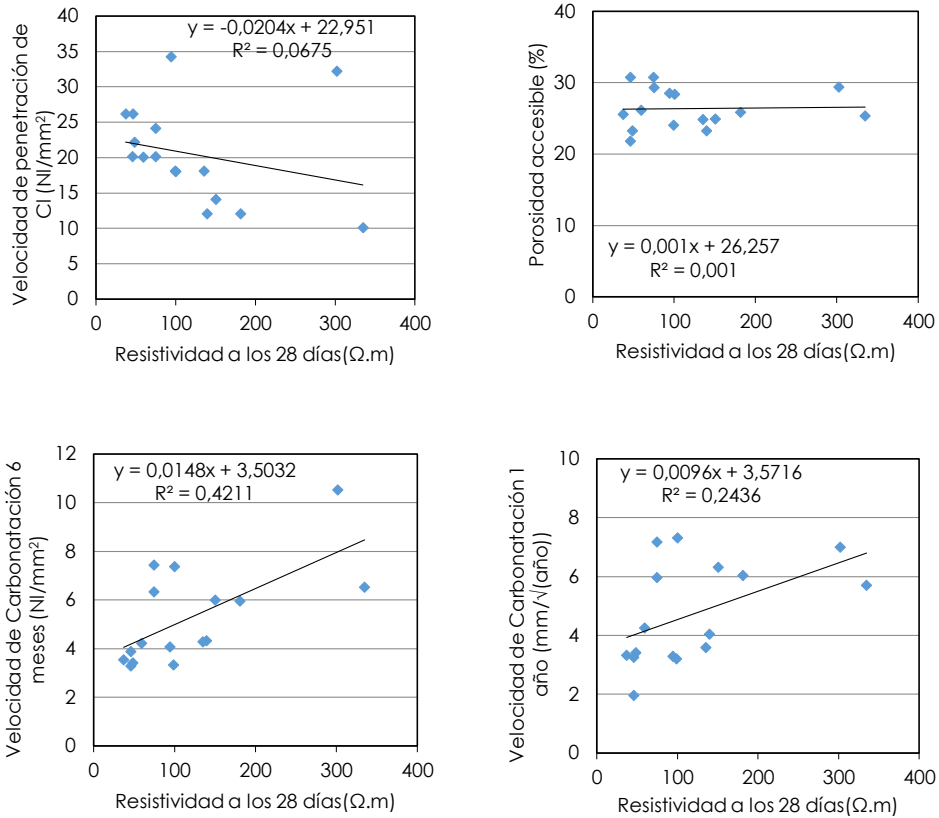 40
35
30
25
20
15
10
5
0
0 100 200 300 400
y = -0,0204x + 22,951
R² = 0,0675
Velocidad de penetración de
Cl (Nl/mm²)
Resistividad a los 28 días(Ω.m)
40
30
20
10
0
0 100 200 300 400
y = 0,001x + 26,257
R² = 0,001
Porosidad accesible (%)
Resistividad a los 28 días(Ω.m)
12
10
8
6
4
2
0
0 100 200 300 400
y = 0,0148x + 3,5032
R² = 0,4211
Velocidad de Carbonatación 6
meses (Nl/mm²)
Resistividad a los 28 días(Ω.m)
10
8
6
4
2
0
0 100 200 300 400
y = 0,0096x + 3,5716
R² = 0,2436
Velocidad de Carbonatación 1
año (mm/√(año))
Resistividad a los 28 días(Ω.m)